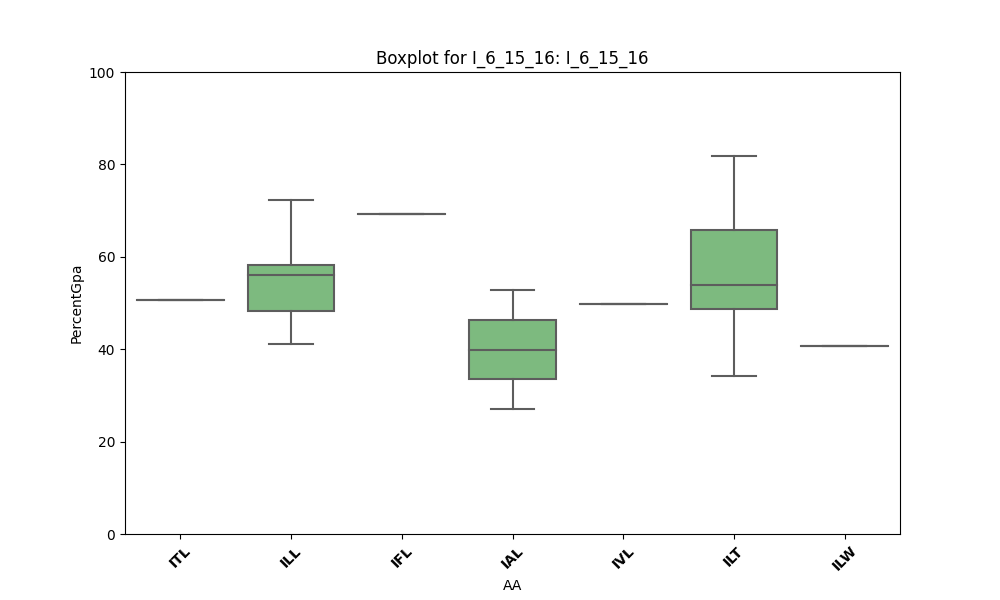 Boxplot for I_6_15_16: I_6_15_16
100
80
60
40
20
0
PercentGpa
ITL
ILL
IFL
IAL
IVL
ILT
ILW
AA